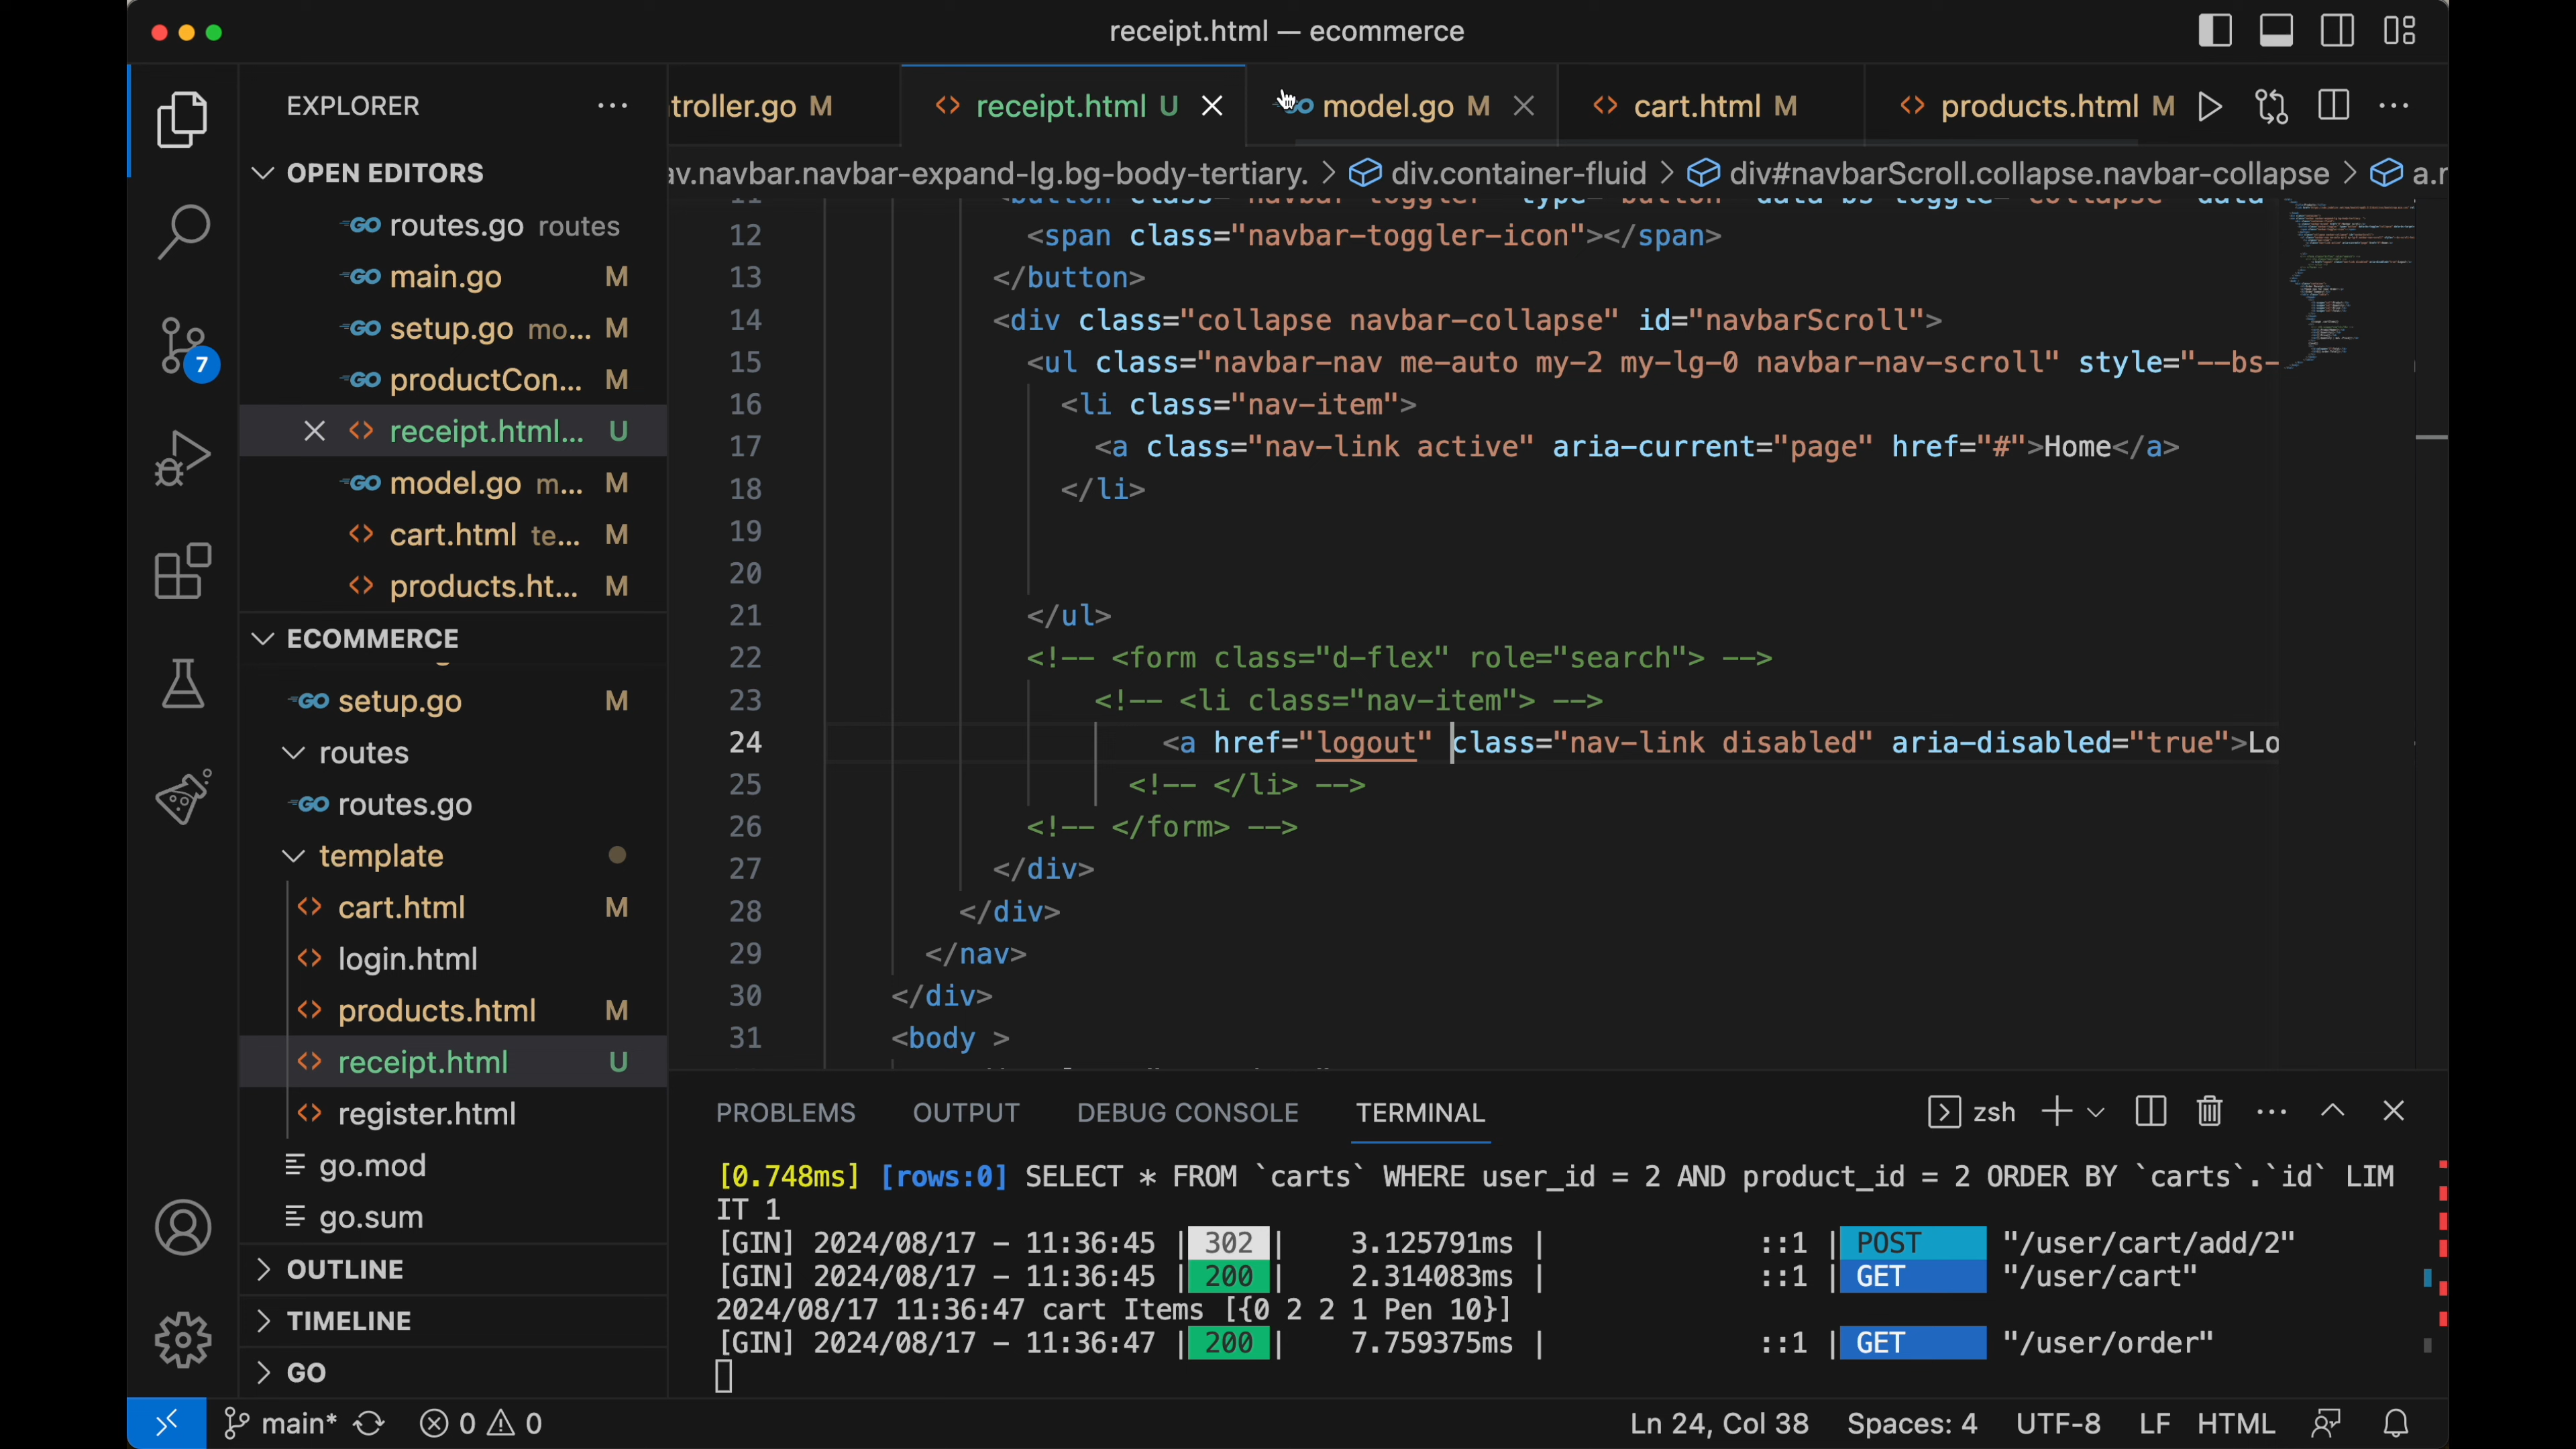 receipt.html — ecommerce
EXPLORER
troller.go M
receipt.html U
model.go M
cart.html M
products.html M
OPEN EDITORS
av.navbar.navbar-expand-lg.bg-body-tertiary. > div.container-fluid > div#navbarScroll.collapse.navbar-collapse > a.r
routes.go routes
main.go M
setup.go mo... M
productCon... M
receipt.html... U
model.go m... M
cart.html te... M
products.ht... M
ECOMMERCE
setup.go M
routes
routes.go
template
cart.html M
login.html
products.html M
receipt.html U
register.html
go.mod
go.sum
OUTLINE
TIMELINE
GO
7
12 <span class="navbar-toggler-icon"></span>
13 </button>
14 <div class="collapse navbar-collapse" id="navbarScroll">
15 <ul class="navbar-nav me-auto my-2 my-lg-0 navbar-nav-scroll" style="--bs-
16 <li class="nav-item">
17 <a class="nav-link active" aria-current="page" href="#">Home</a>
18 </li>
19
20
21 </ul>
22 <!-- <form class="d-flex" role="search"> -->
23 <!-- <li class="nav-item"> -->
24 <a href="logout" class="nav-link disabled" aria-disabled="true">Lo
25 <!-- </li> -->
26 <!-- </form> -->
27 </div>
28 </div>
29 </nav>
30 </div>
31 <body >
PROBLEMS OUTPUT DEBUG CONSOLE TERMINAL
zsh
[0.748ms] [rows:0] SELECT * FROM `carts` WHERE user_id = 2 AND product_id = 2 ORDER BY `carts`.`id` LIM
IT 1
[GIN] 2024/08/17 - 11:36:45 | 302 | 3.125791ms | ::1 | POST "/user/cart/add/2"
[GIN] 2024/08/17 - 11:36:45 | 200 | 2.314083ms | ::1 | GET "/user/cart"
2024/08/17 11:36:47 cart Items [{0 2 2 1 Pen 10}]
[GIN] 2024/08/17 - 11:36:47 | 200 | 7.759375ms | ::1 | GET "/user/order"
main* 0 0
Ln 24, Col 38 Spaces: 4 UTF-8 LF HTML